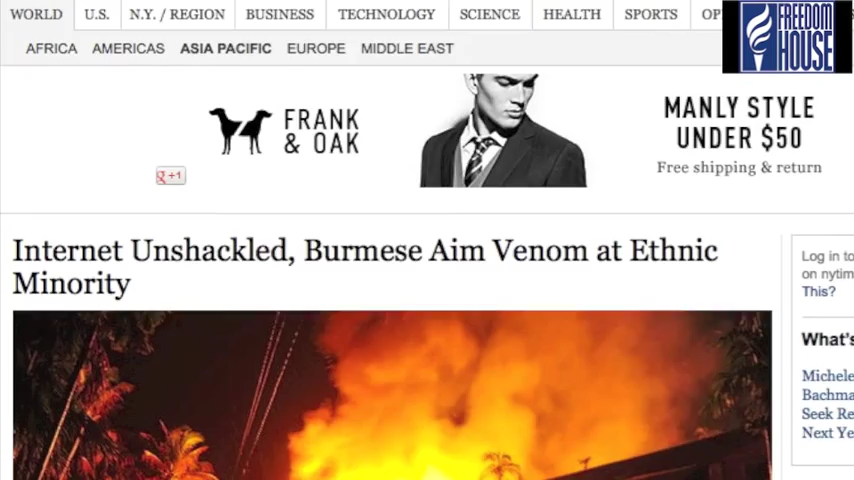 WORLD U.S. N.Y. / REGION BUSINESS TECHNOLOGY SCIENCE HEALTH SPORTS OP
FREEDOM
HOUSE
AFRICA AMERICAS ASIA PACIFIC EUROPE MIDDLE EAST
FRANK
& OAK
MANLY STYLE
UNDER $50
Free shipping & return
g +1
Internet Unshackled, Burmese Aim Venom at Ethnic
Minority
Log in to
on nytim
This?
What's
Michele
Bachma
Seek Re
Next Ye